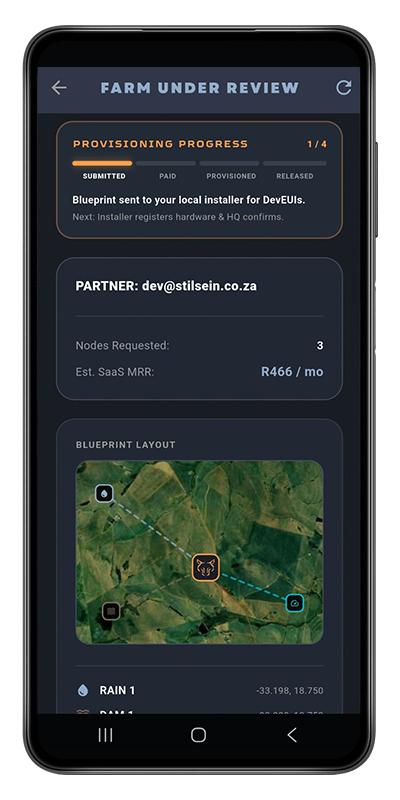 FARM UNDER REVIEW
PROVISIONING PROGRESS 1 / 4
SUBMITTED PAID PROVISIONED RELEASED
Blueprint sent to your local installer for DevEUIs.
Next: Installer registers hardware & HQ confirms.
PARTNER: dev@stilsein.co.za
Nodes Requested: 3
Est. SaaS MRR: R466 / mo
BLUEPRINT LAYOUT
RAIN 1 -33.198, 18.750
DAM 1